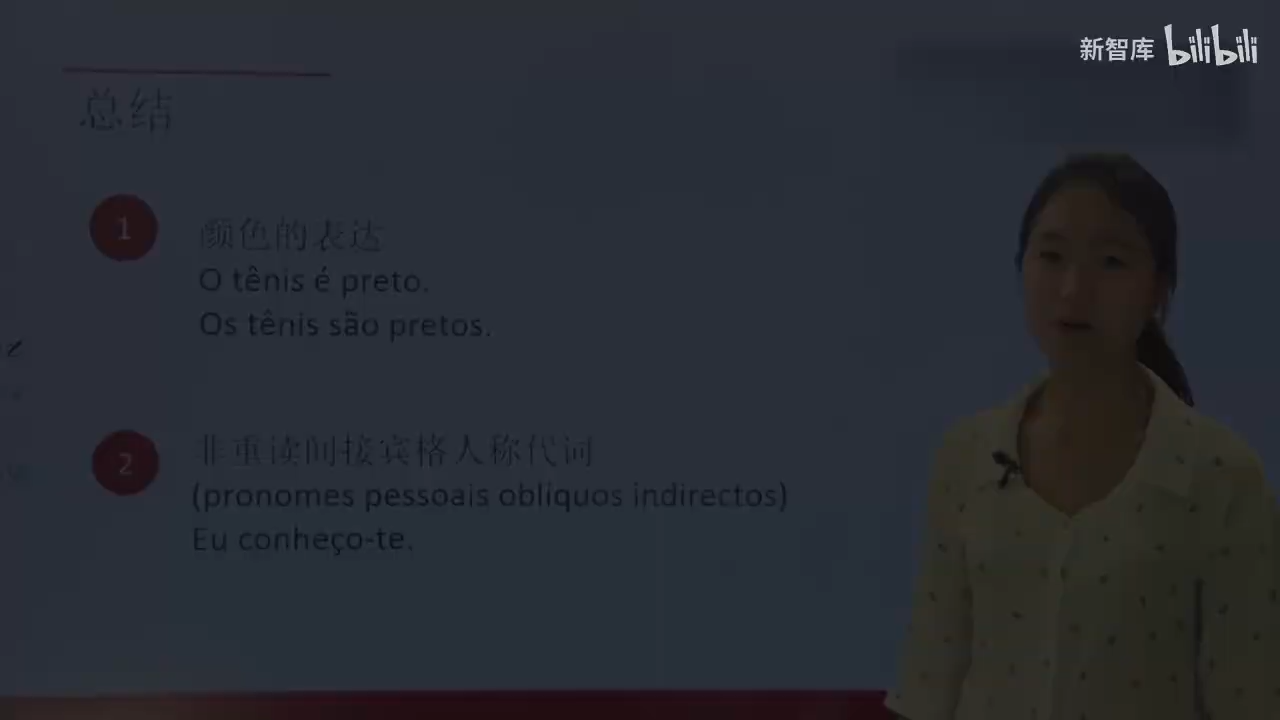 新智库 bilibili
总结
1
颜色的表达
O tênis é preto.
Os tênis são pretos.
2
非重读间接宾格人称代词
(pronomes pessoais oblíquos indirectos)
Eu conheço-te.